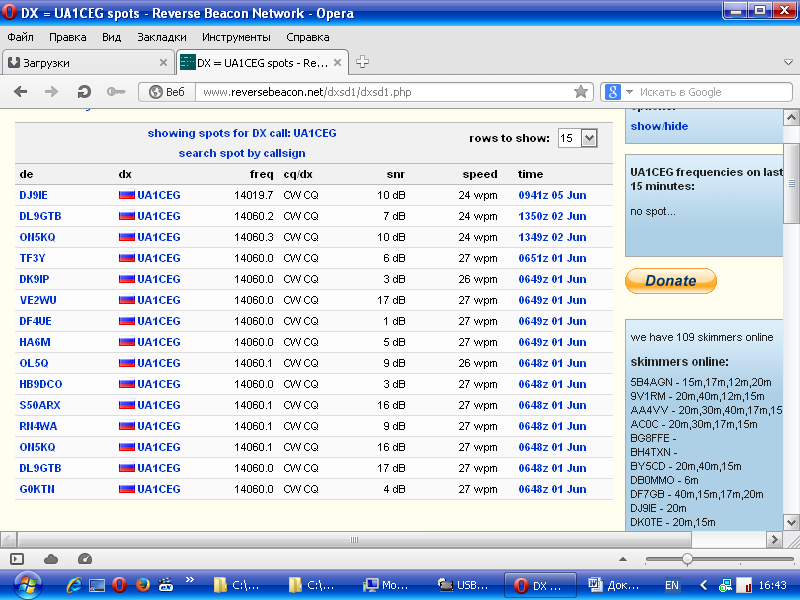 DX = UA1CEG spots - Reverse Beacon Network - Opera
Файл Правка Вид Закладки Инструменты Справка
Загрузки
DX = UA1CEG spots - Re...
Веб
www.reversebeacon.net/dxsd1/dxsd1.php
Искать в Google
showing spots for DX call: UA1CEG
search spot by callsign
rows to show: 15
de dx freq cq/dx snr speed time
DJ9IE UA1CEG 14019.7 CW CQ 10 dB 24 wpm 0941z 05 Jun
DL9GTB UA1CEG 14060.2 CW CQ 7 dB 24 wpm 1350z 02 Jun
ON5KQ UA1CEG 14060.3 CW CQ 10 dB 24 wpm 1349z 02 Jun
TF3Y UA1CEG 14060.0 CW CQ 6 dB 27 wpm 0651z 01 Jun
DK9IP UA1CEG 14060.0 CW CQ 3 dB 26 wpm 0649z 01 Jun
VE2WU UA1CEG 14060.0 CW CQ 17 dB 27 wpm 0649z 01 Jun
DF4UE UA1CEG 14060.0 CW CQ 1 dB 27 wpm 0649z 01 Jun
HA6M UA1CEG 14060.0 CW CQ 5 dB 27 wpm 0649z 01 Jun
OL5Q UA1CEG 14060.1 CW CQ 9 dB 26 wpm 0648z 01 Jun
HB9DCO UA1CEG 14060.0 CW CQ 3 dB 27 wpm 0648z 01 Jun
S50ARX UA1CEG 14060.1 CW CQ 16 dB 27 wpm 0648z 01 Jun
RN4WA UA1CEG 14060.1 CW CQ 9 dB 27 wpm 0648z 01 Jun
ON5KQ UA1CEG 14060.1 CW CQ 16 dB 27 wpm 0648z 01 Jun
DL9GTB UA1CEG 14060.0 CW CQ 17 dB 27 wpm 0648z 01 Jun
G0KTN UA1CEG 14060.0 CW CQ 4 dB 27 wpm 0648z 01 Jun
show/hide
UA1CEG frequencies on last
15 minutes:
no spot...
Donate
we have 109 skimmers online
skimmers online:
5B4AGN - 15m,17m,12m,20m
9V1RM - 20m,40m,12m,15m
AA4VV - 20m,30m,40m,17m,15
AC0C - 20m,30m,17m,15m
BG8FFE -
BH4TXN -
BY5CD - 20m,40m,15m
DB0MMO - 6m
DF7GB - 40m,15m,17m,20m
DJ9IE - 20m
DK0TE - 20m,15m
C:\...
C:\...
Mo...
USB...
DX ...
Док...
EN
16:43